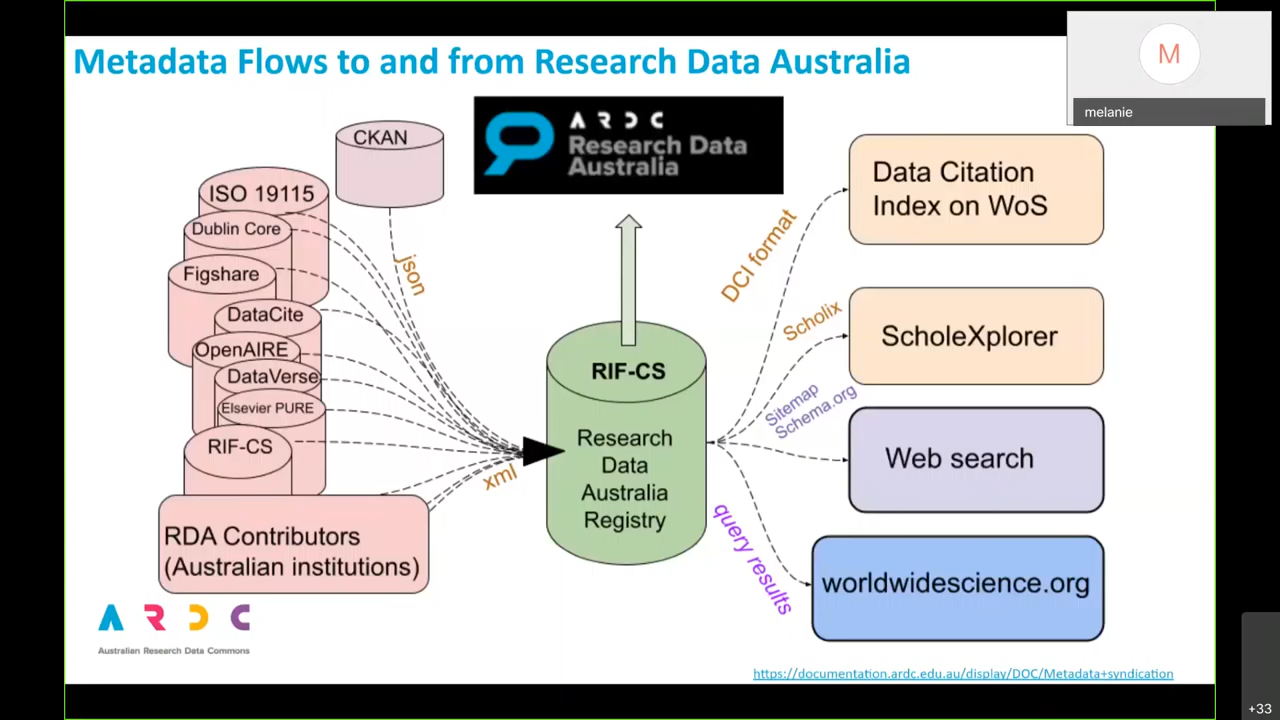 Metadata Flows to and from Research Data Australia
M
melanie
CKAN
ISO 19115
Dublin Core
Figshare
DataCite
OpenAIRE
DataVerse
Elsevier PURE
RIF-CS
RDA Contributors
(Australian institutions)
json
xml
ARDC
Research Data
Australia
RIF-CS
Research
Data
Australia
Registry
DCI format
Scholix
Sitemap
Schema.org
query results
Data Citation
Index on WoS
ScholeXplorer
Web search
worldwidescience.org
ARDC
Australian Research Data Commons
https://documentation.ardc.edu.au/display/DOC/Metadata+syndication
+33